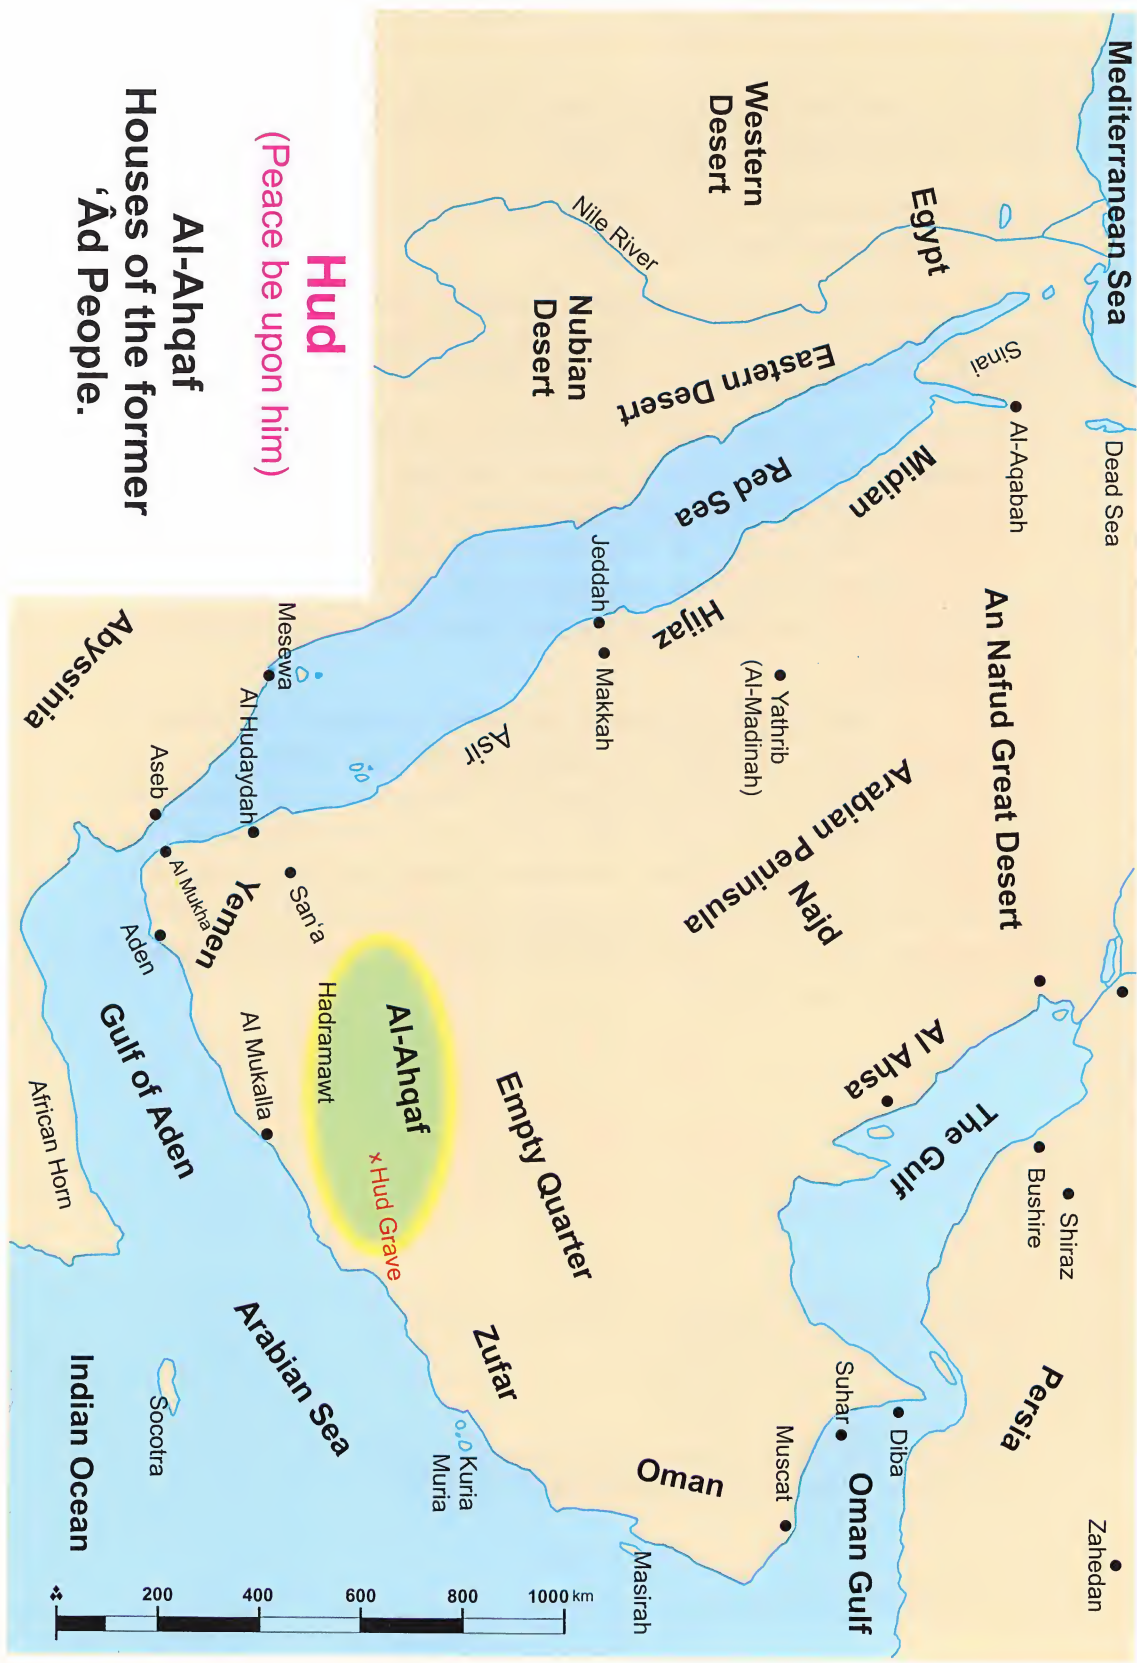 Mediterranean Sea
Dead Sea
Western
Desert
Egypt
Nile River
Sinai
Al-Aqabah
Nubian
Desert
Eastern Desert
Red Sea
Midian
An Nafud Great Desert
Jeddah
Makkah
Hijaz
Yathrib
(Al-Madinah)
Arabian Peninsula
Najd
Asir
Al Ahsa
The Gulf
Bushire
Shiraz
Persia
Zahedan
Abyssinia
Mesewa
Al Hudaydah
Aseb
Al Mukha
Yemen
San'a
Aden
Gulf of Aden
African Horn
Hadramawt
Al Mukalla
Al-Ahqaf
x Hud Grave
Empty Quarter
Zufar
Oman
Suhar
Diba
Muscat
Oman Gulf
Kuria
Muria
Masirah
Arabian Sea
Socotra
Indian Ocean
200
400
600
800
1000 km
Hud
(Peace be upon him)
Al-Ahqaf
Houses of the former
‘Âd People.